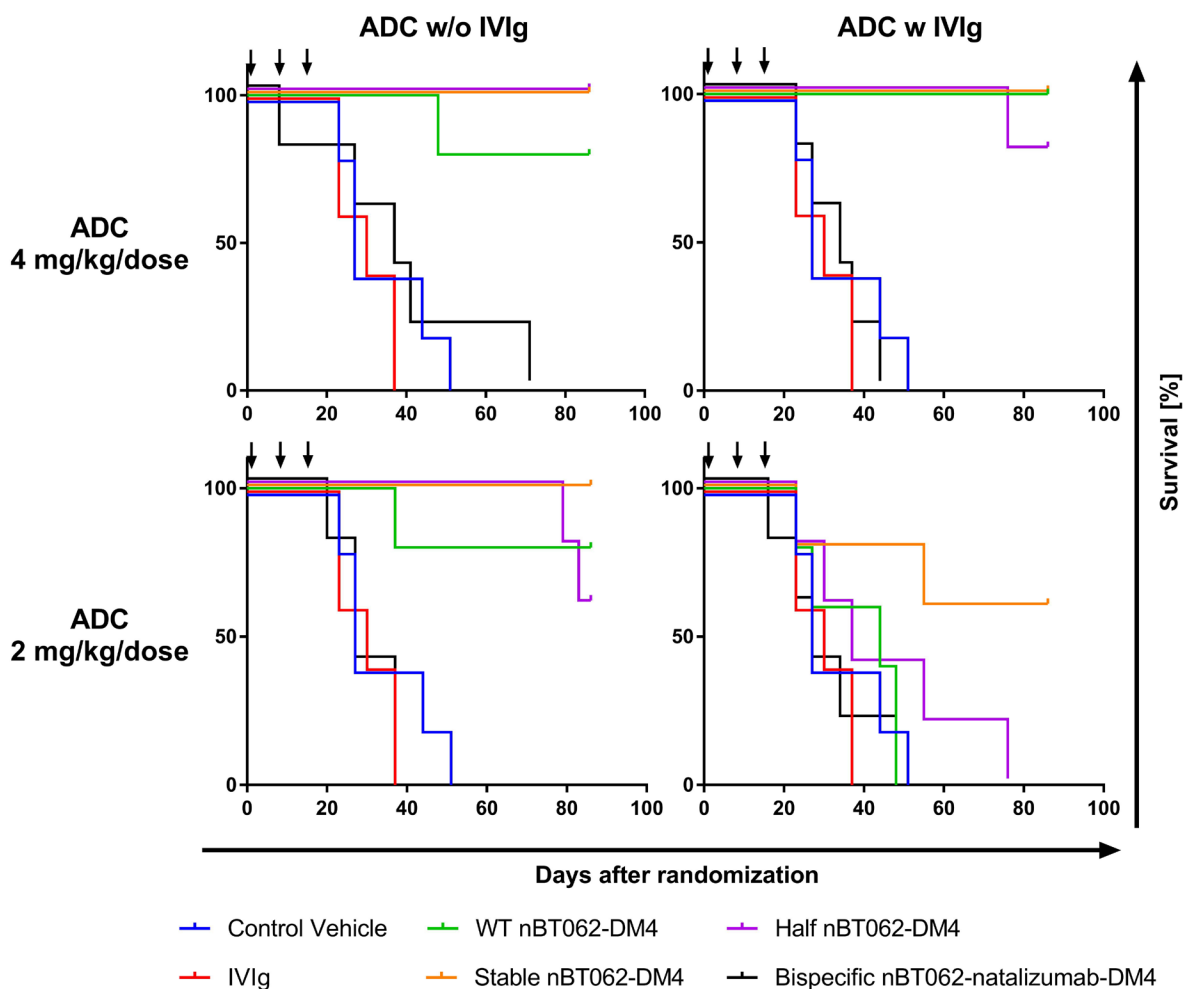 ADC w/o IVIg
ADC w IVIg
ADC
4 mg/kg/dose
100
50
0
0 20 40 60 80 100
100
50
0
0 20 40 60 80 100
ADC
2 mg/kg/dose
100
50
0
0 20 40 60 80 100
100
50
0
0 20 40 60 80 100
Survival [%]
Days after randomization
Control Vehicle
WT nBT062-DM4
Half nBT062-DM4
IVIg
Stable nBT062-DM4
Bispecific nBT062-natalizumab-DM4